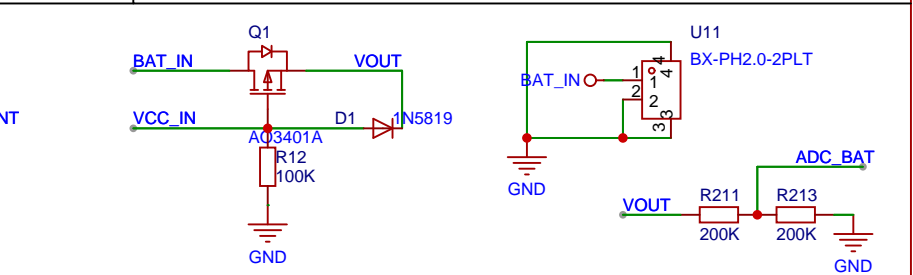 Q1
BAT_IN
VOUT
NT
VCC_IN
D1
1N5819
AO3401A
R12
100K
GND
U11
BX-PH2.0-2PLT
BAT_IN
1
2
1
2
4
4
3
3
GND
ADC_BAT
VOUT
R211
200K
R213
200K
GND